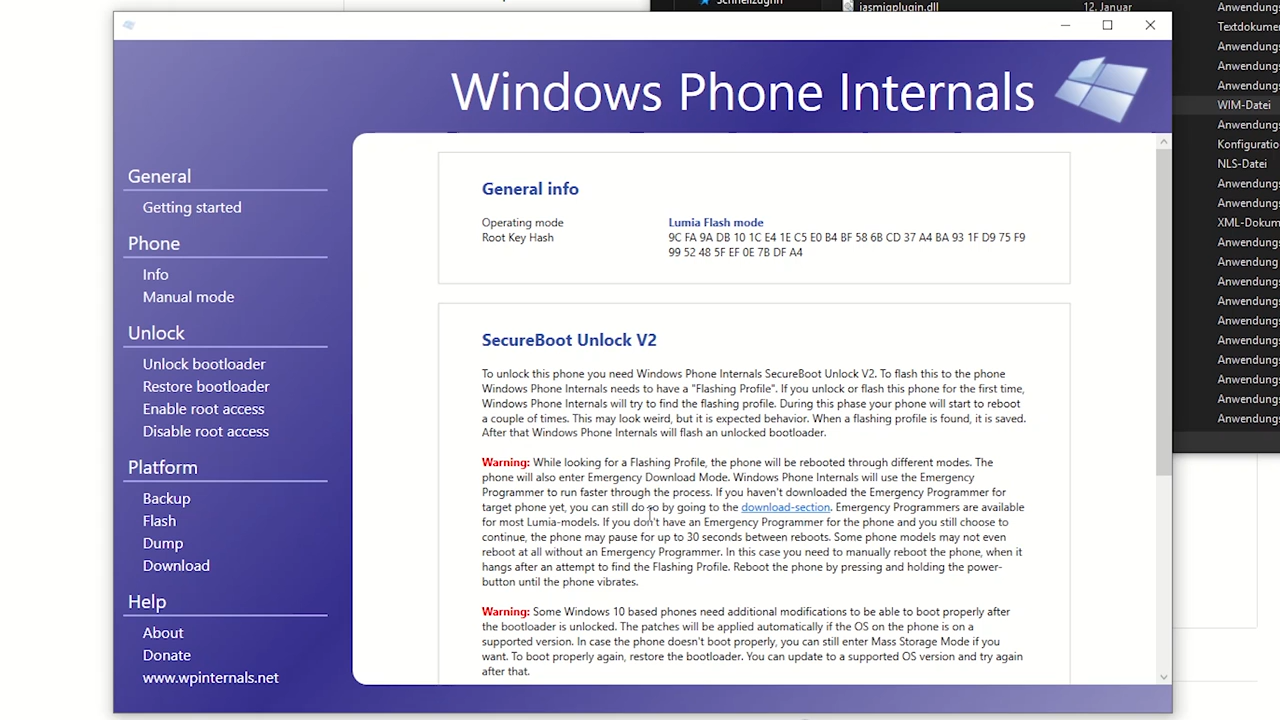 Schnellzugriff
jasmigplugin.dll
12. Januar
Windows Phone Internals
General
Getting started
Phone
Info
Manual mode
Unlock
Unlock bootloader
Restore bootloader
Enable root access
Disable root access
Platform
Backup
Flash
Dump
Download
Help
About
Donate
www.wpinternals.net
General info
Operating mode
Lumia Flash mode
Root Key Hash
9C FA 9A DB 10 1C E4 1E C5 E0 B4 BF 58 6B CD 37 A4 BA 93 1F D9 75 F9
99 52 48 5F EF 0E 7B DF A4
SecureBoot Unlock V2
To unlock this phone you need Windows Phone Internals SecureBoot Unlock V2. To flash this to the phone
Windows Phone Internals needs to have a "Flashing Profile". If you unlock or flash this phone for the first time,
Windows Phone Internals will try to find the flashing profile. During this phase your phone will start to reboot
a couple of times. This may look weird, but it is expected behavior. When a flashing profile is found, it is saved.
After that Windows Phone Internals will flash an unlocked bootloader.
Warning: While looking for a Flashing Profile, the phone will be rebooted through different modes. The
phone will also enter Emergency Download Mode. Windows Phone Internals will use the Emergency
Programmer to run faster through the process. If you haven't downloaded the Emergency Programmer for
target phone yet, you can still do so by going to the download-section. Emergency Programmers are available
for most Lumia-models. If you don't have an Emergency Programmer for the phone and you still choose to
continue, the phone may pause for up to 30 seconds between reboots. Some phone models may not even
reboot at all without an Emergency Programmer. In this case you need to manually reboot the phone, when it
hangs after an attempt to find the Flashing Profile. Reboot the phone by pressing and holding the power-
button until the phone vibrates.
Warning: Some Windows 10 based phones need additional modifications to be able to boot properly after
the bootloader is unlocked. The patches will be applied automatically if the OS on the phone is on a
supported version. In case the phone doesn't boot properly, you can still enter Mass Storage Mode if you
want. To boot properly again, restore the bootloader. You can update to a supported OS version and try again
after that.
Anwendungs
Textdokumen
Anwendungs
Anwendungs
Anwendungs
WIM-Datei
Anwendungs
Konfiguratio
NLS-Datei
Anwendungs
Anwendungs
XML-Dokum
Anwendungs
Anwendung
Anwendungs
Anwendungs
Anwendungs
Anwendungs
Anwendungs
Anwendungs
Anwendungs
Anwendungs